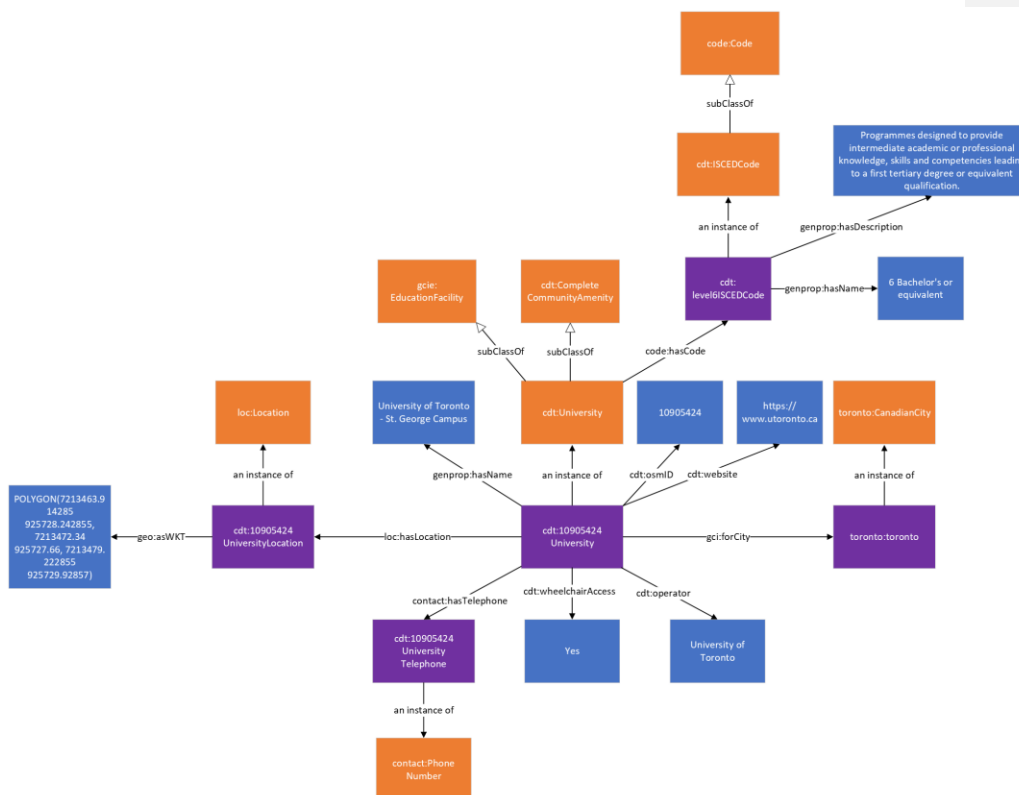 code:Code
subClassOf
cdt:ISCEDCode
Programmes designed to provide
intermediate academic or professional
knowledge, skills and competencies leadin
to a first tertiary degree or equivalent
qualification.
an instance of
genprop:hasDescription
gcie:
EducationFacility
cdt:Complete
CommunityAmenity
cdt:
level6ISCEDCode
genprop:hasName
6 Bachelor's or
equivalent
subClassOf
subClassOf
code:hasCode
loc:Location
University of Toronto
- St. George Campus
cdt:University
10905424
https://
www.utoronto.ca
toronto:CanadianCity
an instance of
genprop:hasName
an instance of
cdt:osmID
cdt:website
an instance of
POLYGON(7213463.9
14285
925728.242855,
7213472.34
925727.66, 7213479.
222855
925729.92857)
geo:asWKT
cdt:10905424
UniversityLocation
loc:hasLocation
cdt:10905424
University
gci:forCity
toronto:toronto
contact:hasTelephone
cdt:wheelchairAccess
cdt:operator
cdt:10905424
University
Telephone
Yes
University of
Toronto
an instance of
contact:Phone
Number